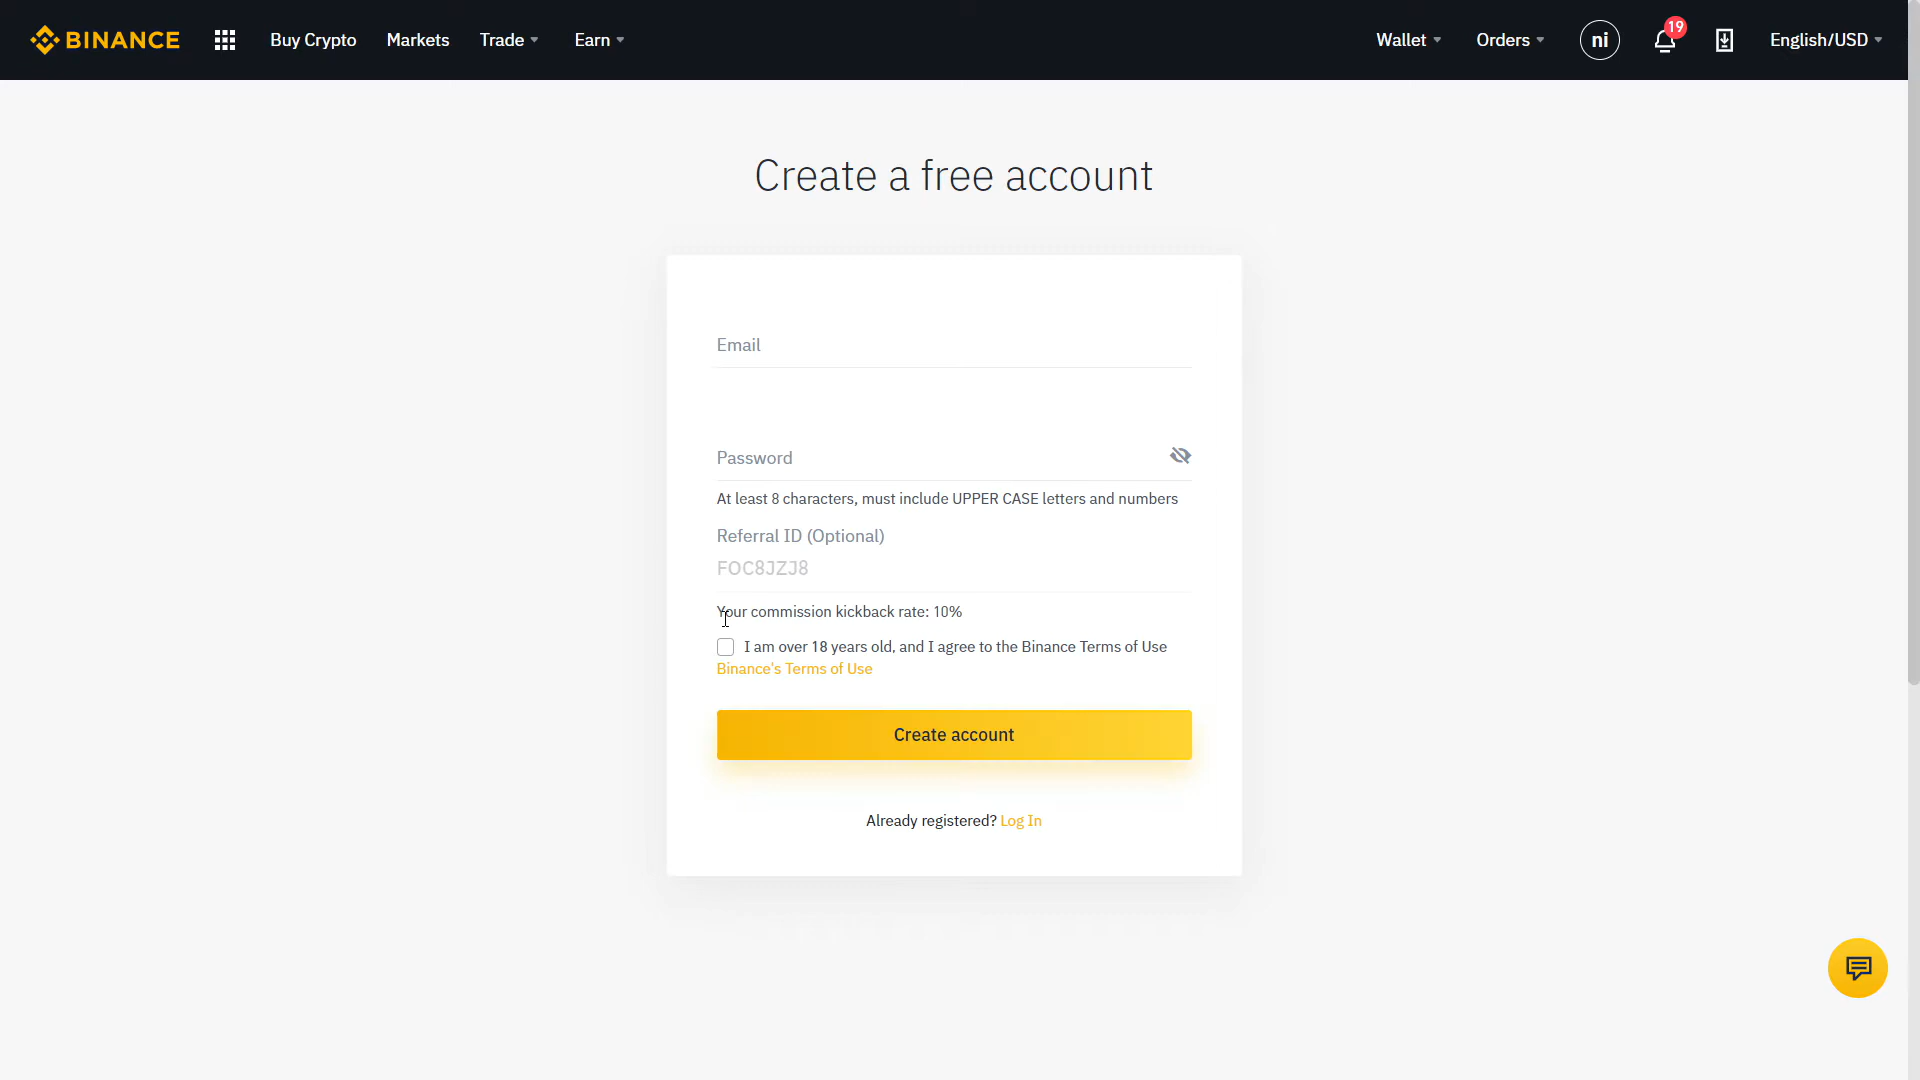 BINANCE Buy Crypto Markets Trade Earn Wallet Orders ni 19 English/USD
Create a free account
Email
Password
At least 8 characters, must include UPPER CASE letters and numbers
Referral ID (Optional)
FOC8JZJ8
Your commission kickback rate: 10%
I am over 18 years old, and I agree to the Binance Terms of Use
Binance's Terms of Use
Create account
Already registered? Log In